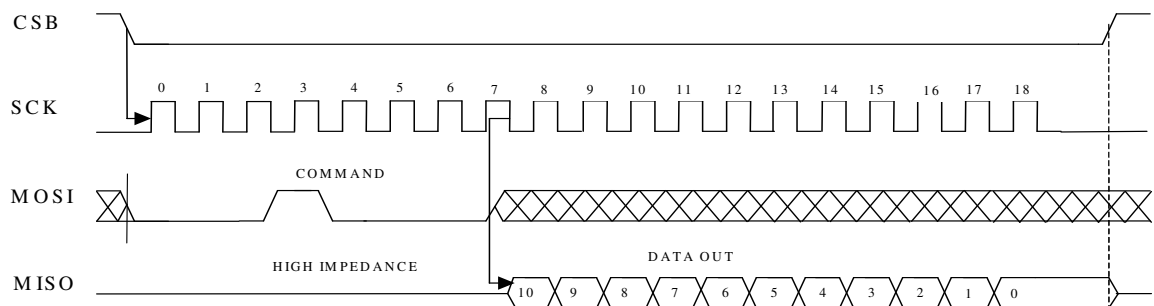 CSB
SCK
0 1 2 3 4 5 6 7 8 9 10 11 12 13 14 15 16 17 18
MOSI
COMMAND
MISO
HIGH IMPEDANCE
DATA OUT
10 9 8 7 6 5 4 3 2 1 0